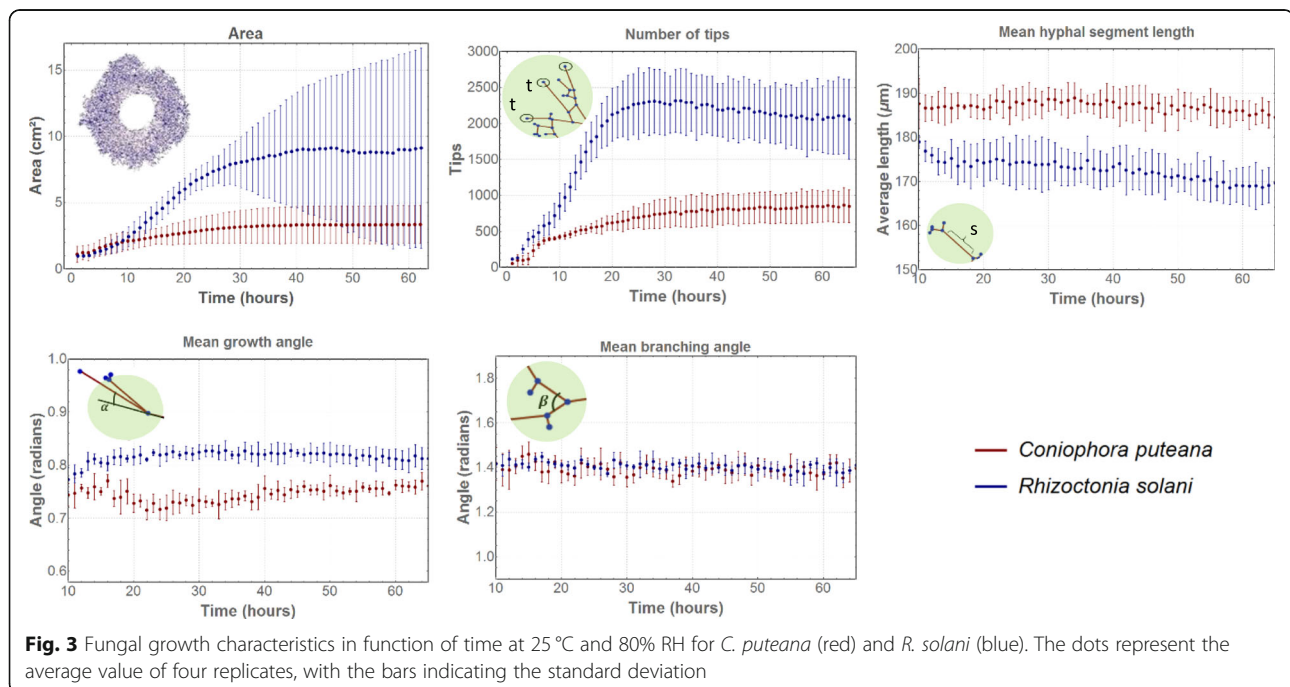 Area
Area (cm²)
15
10
5
0
0
10
20
30
40
50
60
Time (hours)
Number of tips
Tips
3000
2500
2000
1500
1000
500
0
t
t
0
10
20
30
40
50
60
Time (hours)
Mean hyphal segment length
Average length (μm)
200
190
180
170
160
150
s
10
20
30
40
50
60
Time (hours)
Mean growth angle
Angle (radians)
1.0
0.9
0.8
0.7
0.6
α
10
20
30
40
50
60
Time (hours)
Mean branching angle
Angle (radians)
1.8
1.6
1.4
1.2
1.0
β
10
20
30
40
50
60
Time (hours)
Coniophora puteana
Rhizoctonia solani
Fig. 3 Fungal growth characteristics in function of time at 25 °C and 80% RH for C. puteana (red) and R. solani (blue). The dots represent the
average value of four replicates, with the bars indicating the standard deviation